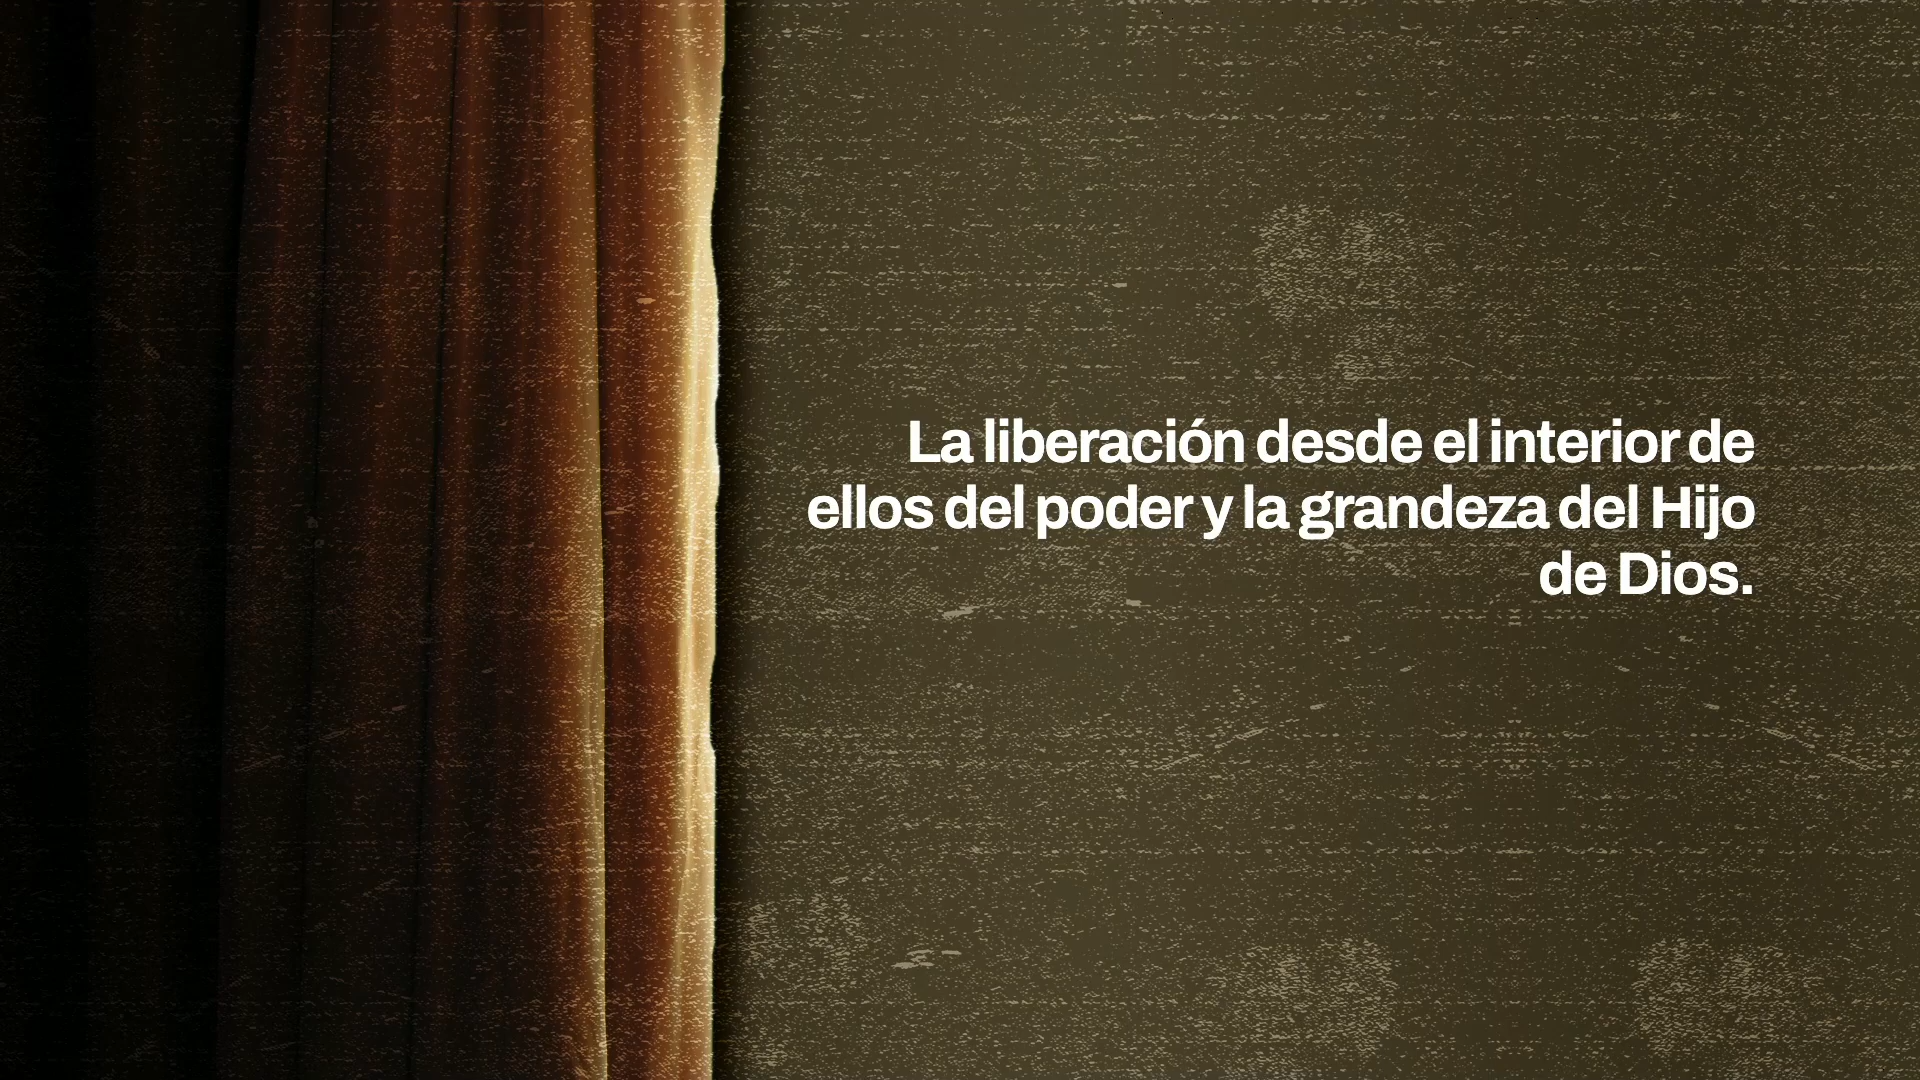 La liberación desde el interior de
ellos del poder y la grandeza del Hijo
de Dios.